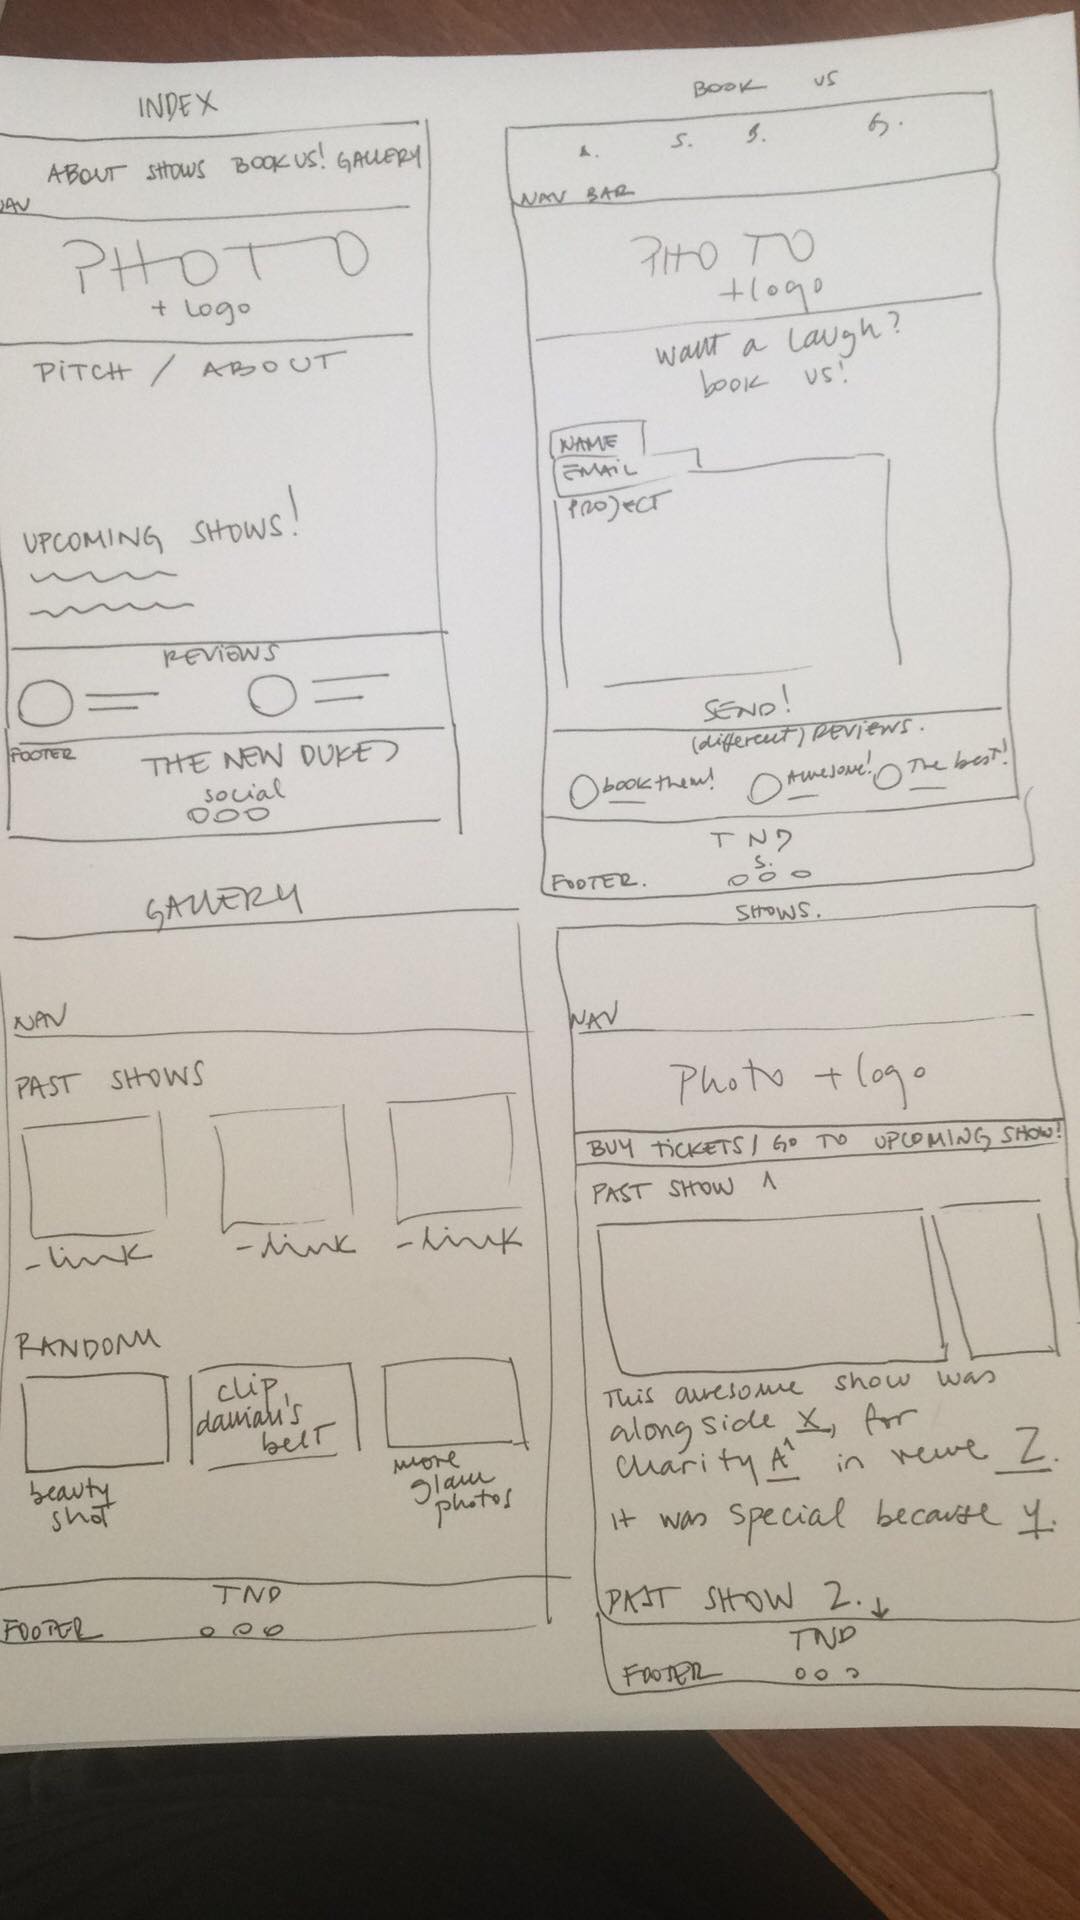 INDEX
ABOUT SHOWS BOOK US! GALLERY
NAV
PHOTO
+ logo
PITCH / ABOUT
UPCOMING SHOWS!
REVIEWS
FOOTER
THE NEW DUKES
social
BOOK US
A. S. B. G.
NAV BAR
PHOTO
+ logo
want a laugh?
book us!
NAME
EMAIL
PROJECT
SEND!
(different) REVIEWS.
book them! Awesome! The best!
TND
S.
FOOTER.
GALLERY
NAV
PAST SHOWS
- link - link - link
RANDOM
clip
damian's
belt
beauty
shot
more
glam
photos
TND
FOOTER
SHOWS.
NAV
Photo + logo
BUY TICKETS / GO TO UPCOMING SHOW!
PAST SHOW 1
This awesome show was
alongside X, for
charity A in venue Z.
it was special because y.
PAST SHOW 2. ↓
TND
FOOTER